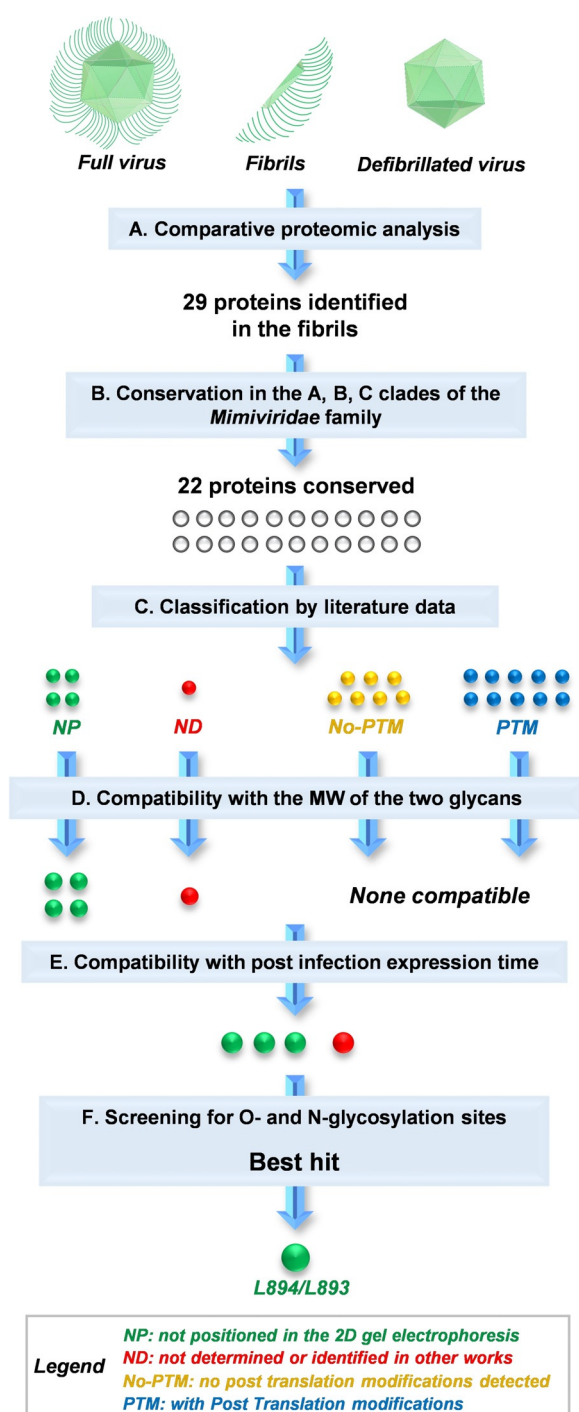 Full virus
Fibrils
Defibrillated virus
A. Comparative proteomic analysis
29 proteins identified
in the fibrils
B. Conservation in the A, B, C clades of the
Mimiviridae family
22 proteins conserved
C. Classification by literature data
NP
ND
No-PTM
PTM
D. Compatibility with the MW of the two glycans
None compatible
E. Compatibility with post infection expression time
F. Screening for O- and N-glycosylation sites
Best hit
L894/L893
Legend
NP: not positioned in the 2D gel electrophoresis
ND: not determined or identified in other works
No-PTM: no post translation modifications detected
PTM: with Post Translation modifications